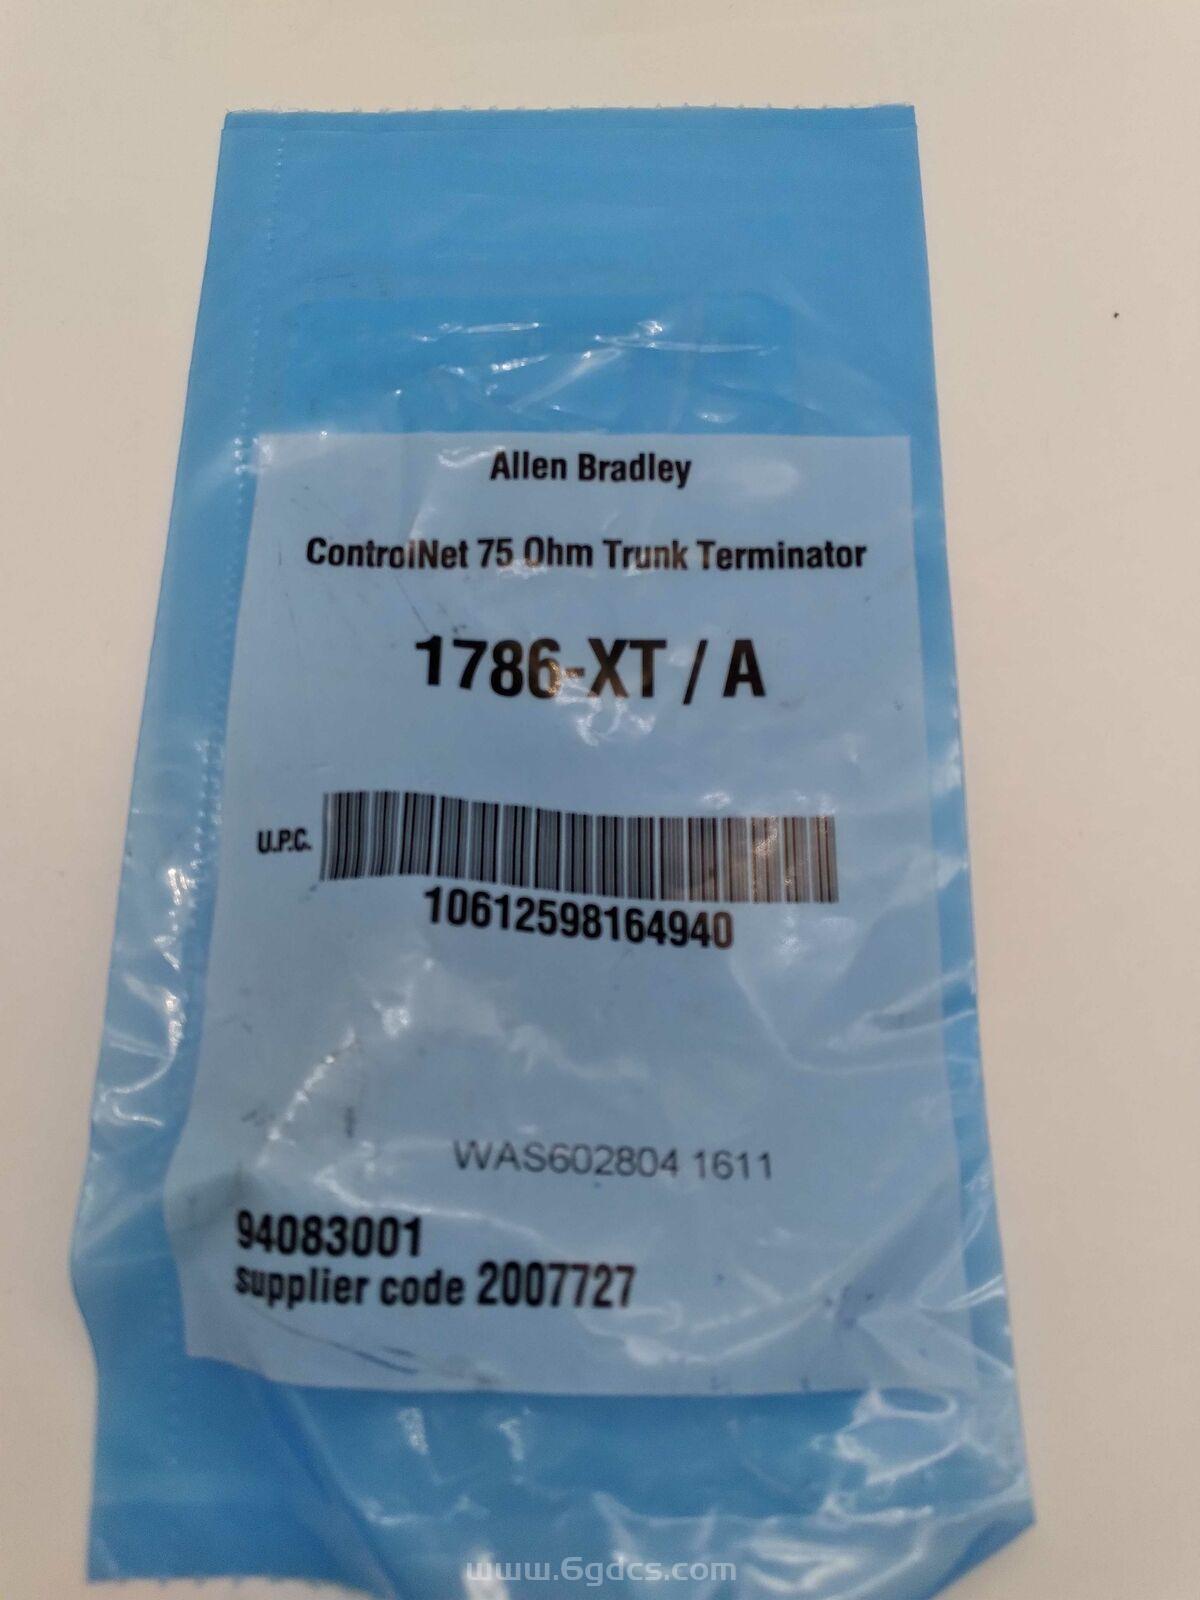 Allen Bradley
ControlNet 75 Ohm Trunk Terminator
1786-XT / A
U.P.C.
10612598164940
WAS602804 1611
94083001
supplier code 2007727
www.6gdcs.com